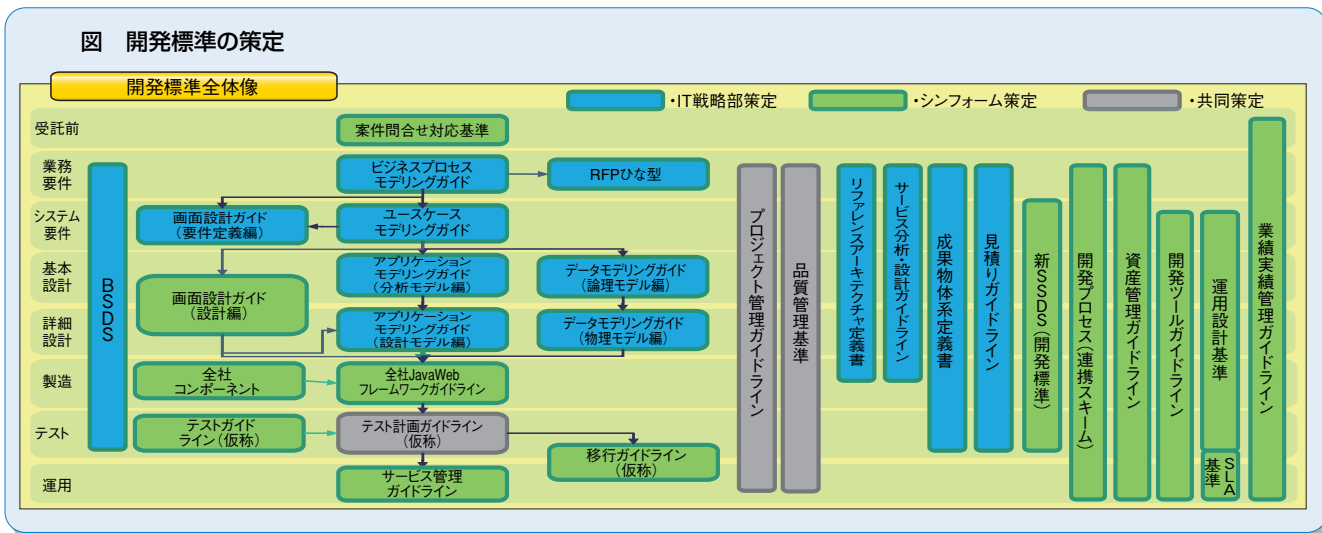 図　開発標準の策定
開発標準全体像
・IT戦略部策定
・シンフォーム策定
・共同策定
受託前
案件問合せ対応基準
業務
要件
ビジネスプロセス
モデリングガイド
RFPひな型
システム
要件
画面設計ガイド
（要件定義編）
ユースケース
モデリングガイド
基本
設計
画面設計ガイド
（設計編）
アプリケーション
モデリングガイド
（分析モデル編）
データモデリングガイド
（論理モデル編）
詳細
設計
アプリケーション
モデリングガイド
（設計モデル編）
データモデリングガイド
（物理モデル編）
製造
全社
コンポーネント
全社JavaWeb
フレームワークガイドライン
テスト
テストガイド
ライン（仮称）
テスト計画ガイドライン
（仮称）
移行ガイドライン
（仮称）
運用
サービス管理
ガイドライン
BSDS
プロジェクト管理ガイドライン
品質管理基準
リファレンスアーキテクチャ定義書
サービス分析・設計ガイドライン
成果物体系定義書
見積りガイドライン
新SSDS（開発標準）
開発プロセス（連携スキーム）
資産管理ガイドライン
開発ツールガイドライン
運用設計基準
SLA
基準
業績実績管理ガイドライン